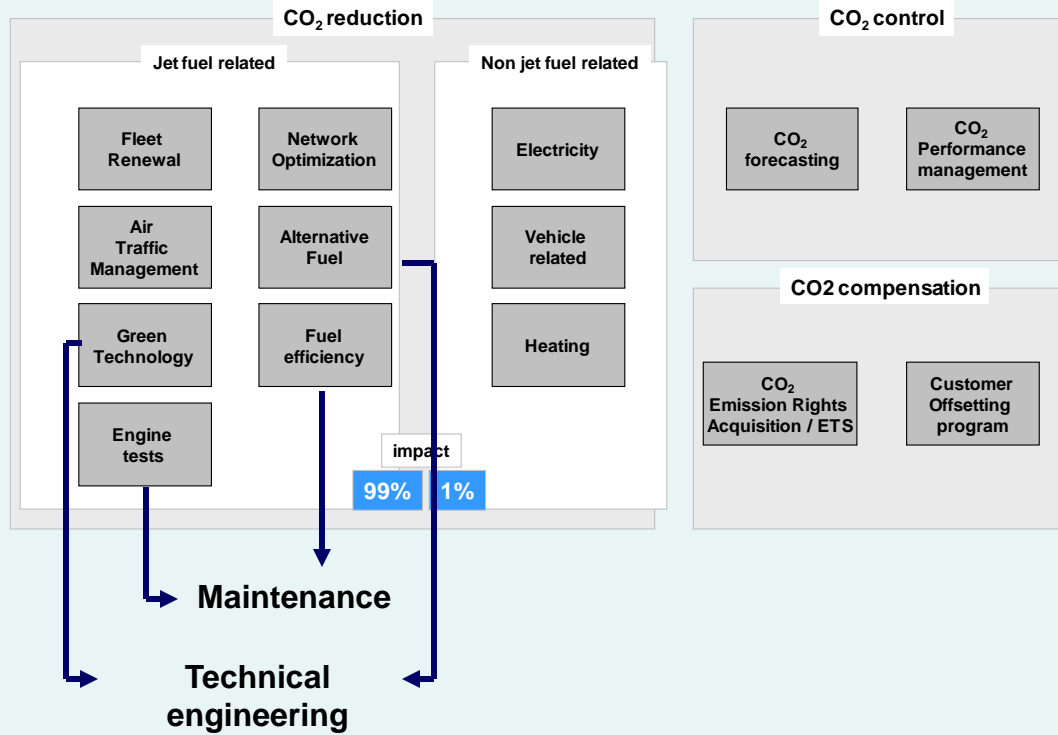 CO2 reduction
Jet fuel related
Fleet
Renewal
Network
Optimization
Air
Traffic
Management
Alternative
Fuel
Green
Technology
Fuel
efficiency
Engine
tests
Non jet fuel related
Electricity
Vehicle
related
Heating
impact
99%
1%
Maintenance
Technical
engineering
CO2 control
CO2
forecasting
CO2
Performance
management
CO2 compensation
CO2
Emission Rights
Acquisition / ETS
Customer
Offsetting
program